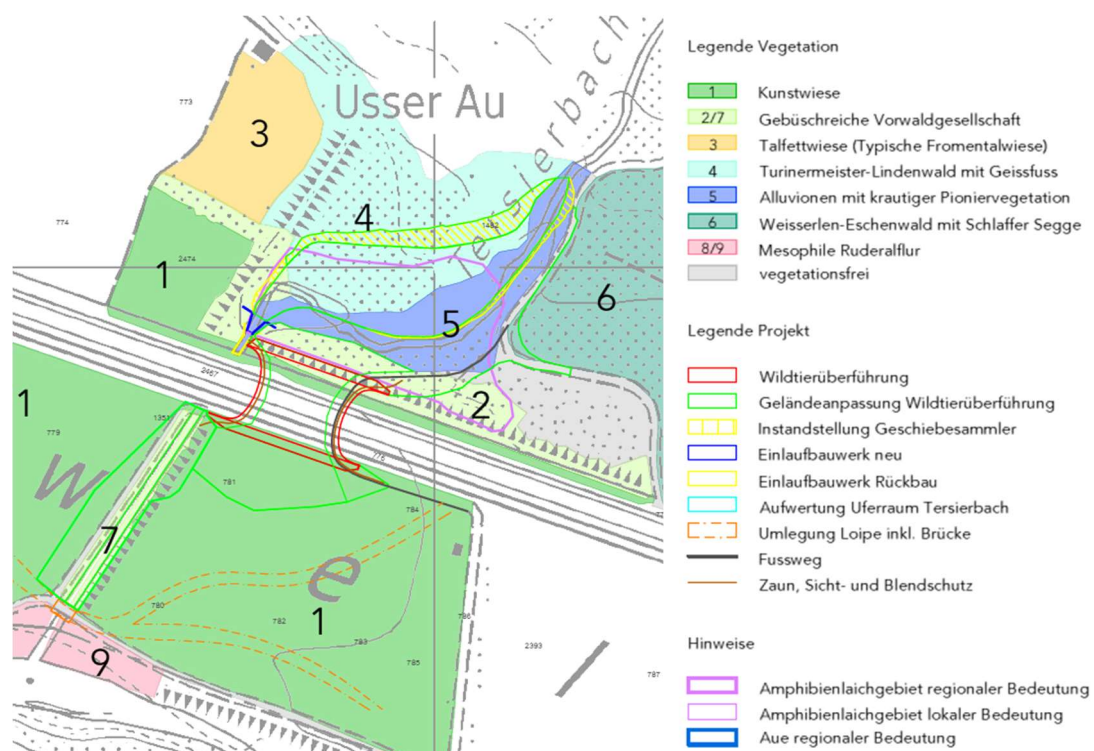 773
3
Usser Au
774
4
1482
1
2474
5
6
2467
1
779
1351
2
w
776
781
784
7
e
780
782
1
783
785
786
2393
787
9
Legende Vegetation
1 Kunstwiese
2/7 Gebüschreiche Vorwaldgesellschaft
3 Talfettwiese (Typische Fromentalwiese)
4 Turinermeister-Lindenwald mit Geissfuss
5 Alluvionen mit krautiger Pioniervegetation
6 Weisserlen-Eschenwald mit Schlaffer Segge
8/9 Mesophile Ruderalflur
vegetationsfrei
Legende Projekt
Wildtierüberführung
Geländeanpassung Wildtierüberführung
Instandstellung Geschiebesammler
Einlaufbauwerk neu
Einlaufbauwerk Rückbau
Aufwertung Uferraum Tersierbach
Umlegung Loipe inkl. Brücke
Fussweg
Zaun, Sicht- und Blendschutz
Hinweise
Amphibienlaichgebiet regionaler Bedeutung
Amphibienlaichgebiet lokaler Bedeutung
Aue regionaler Bedeutung